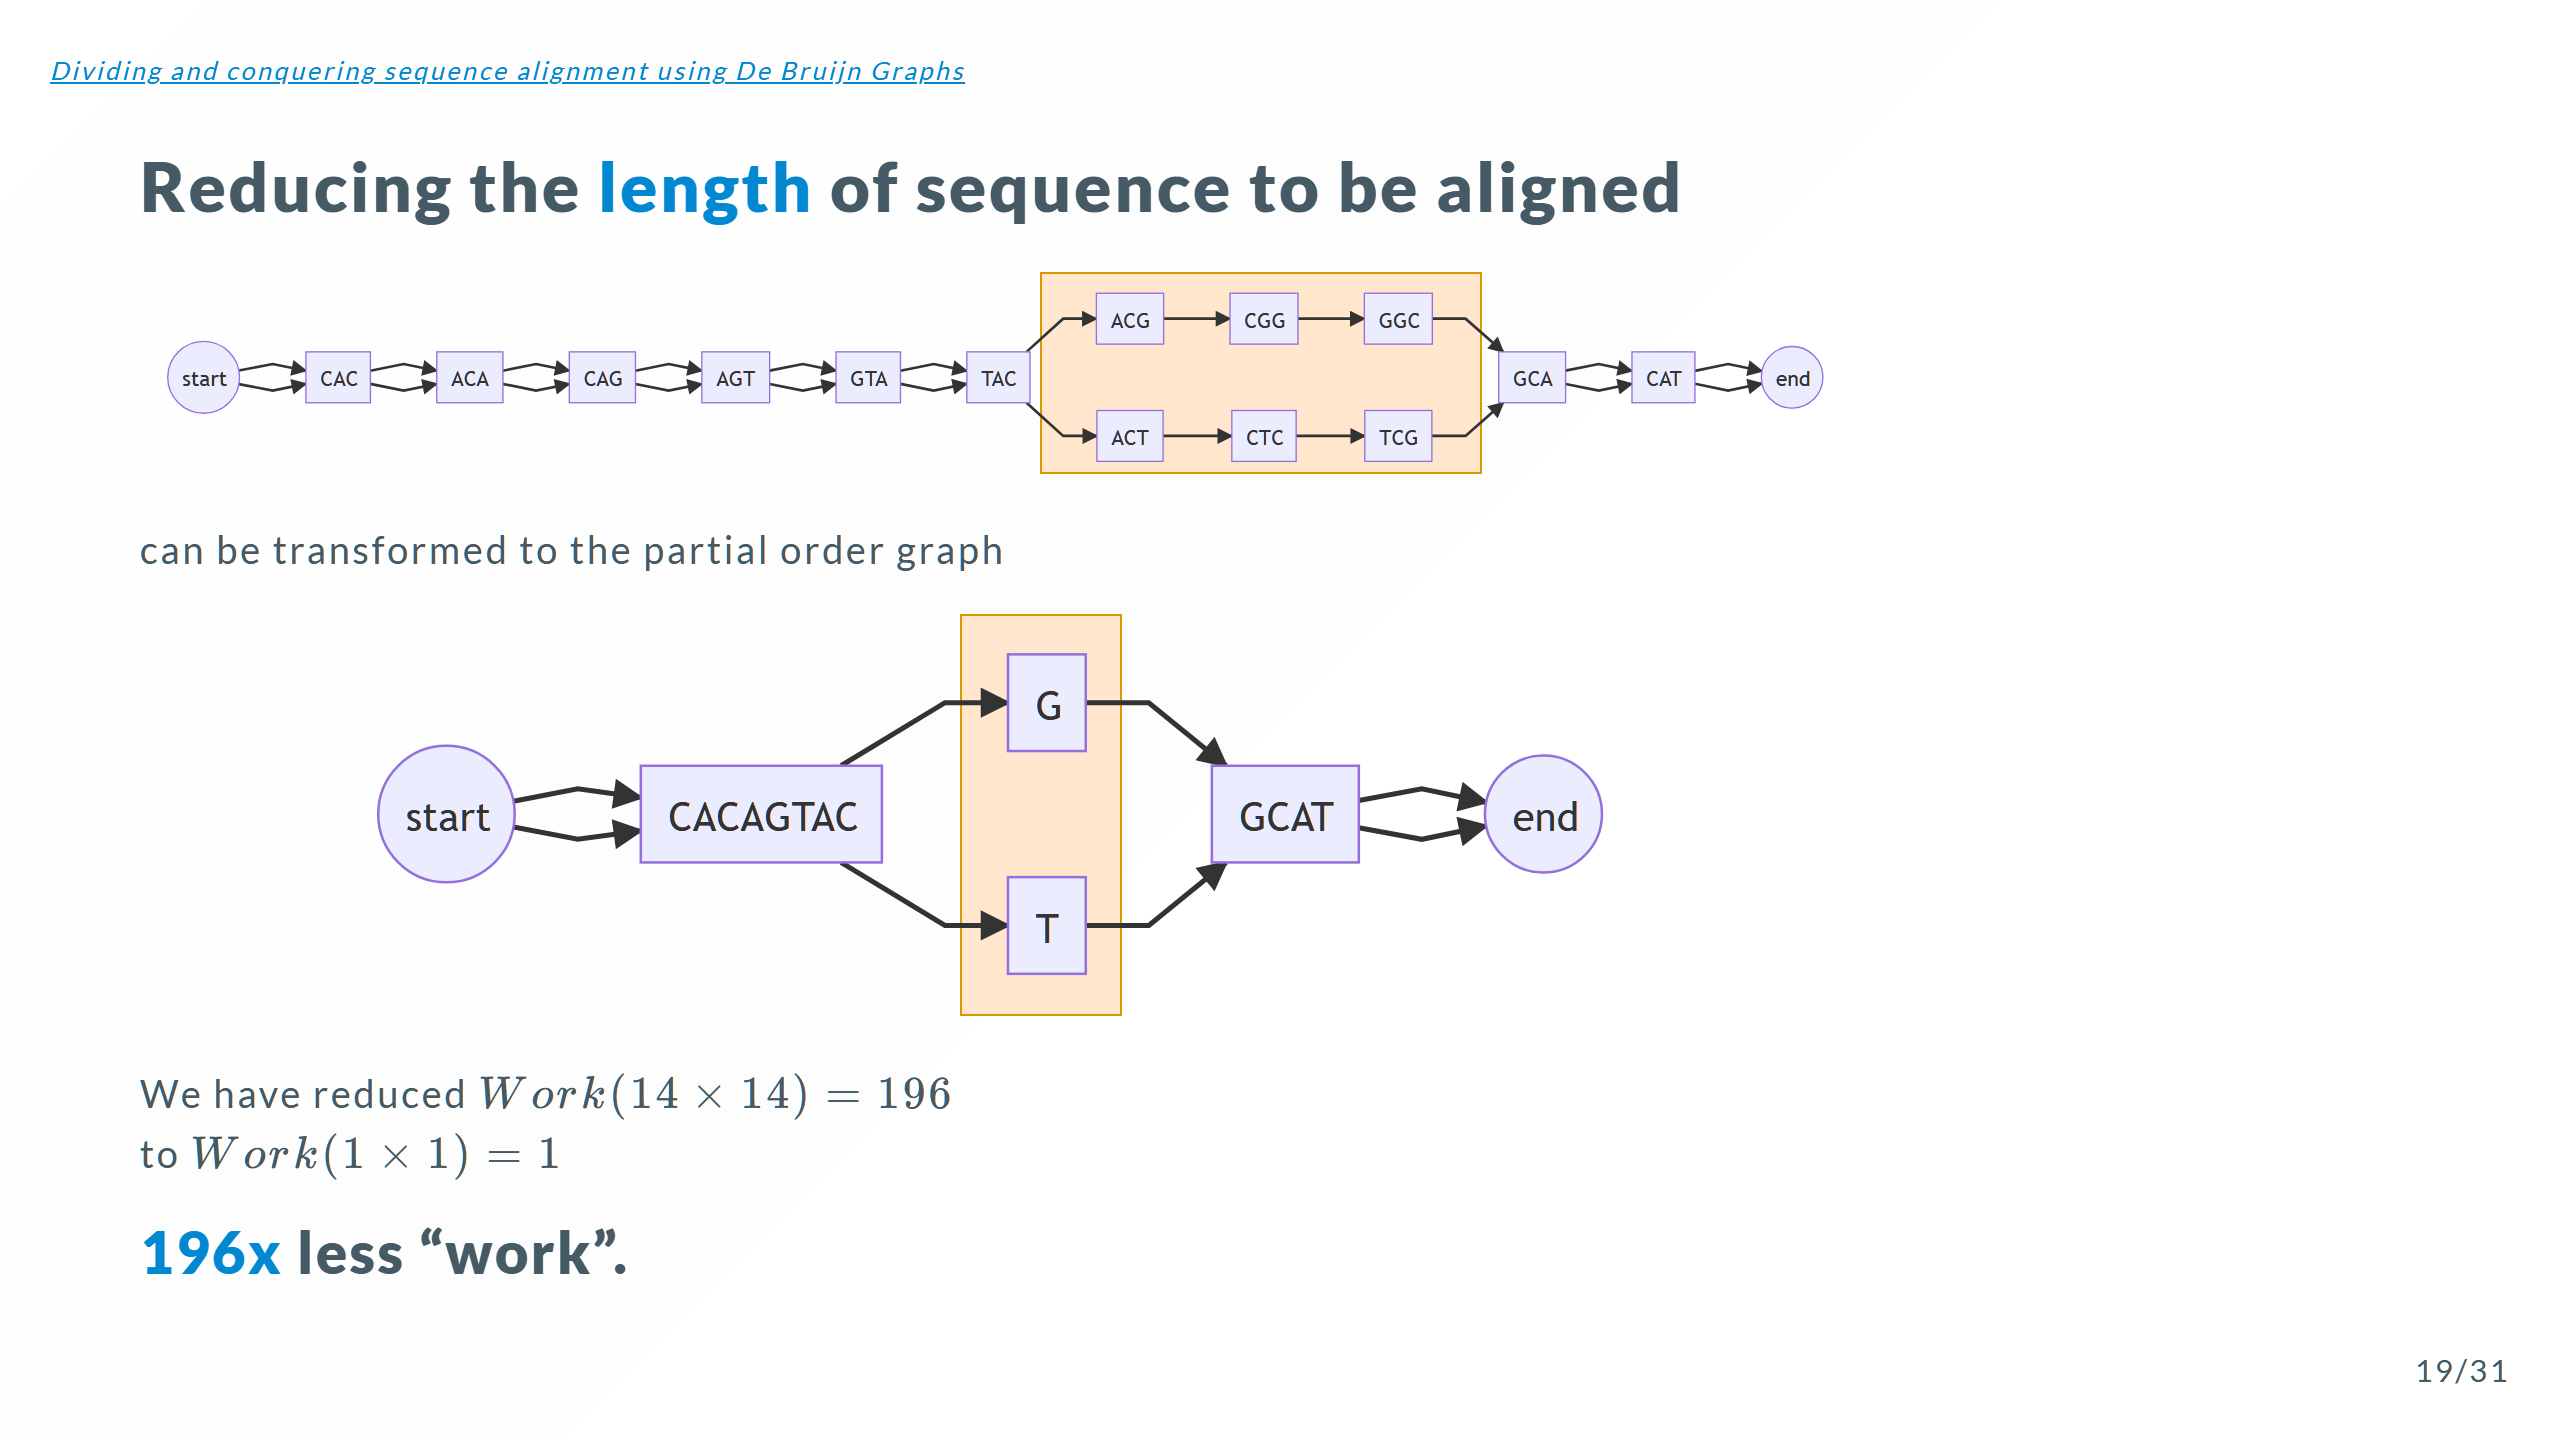 Dividing and conquering sequence alignment using De Bruijn Graphs
Reducing the length of sequence to be aligned
start CAC ACA CAG AGT GTA TAC ACG CGG GGC ACT CTC TCG GCA CAT end
can be transformed to the partial order graph
start CACAGTAC G T GCAT end
We have reduced Work(14 × 14) = 196
to Work(1 × 1) = 1
196x less “work”.
19/31